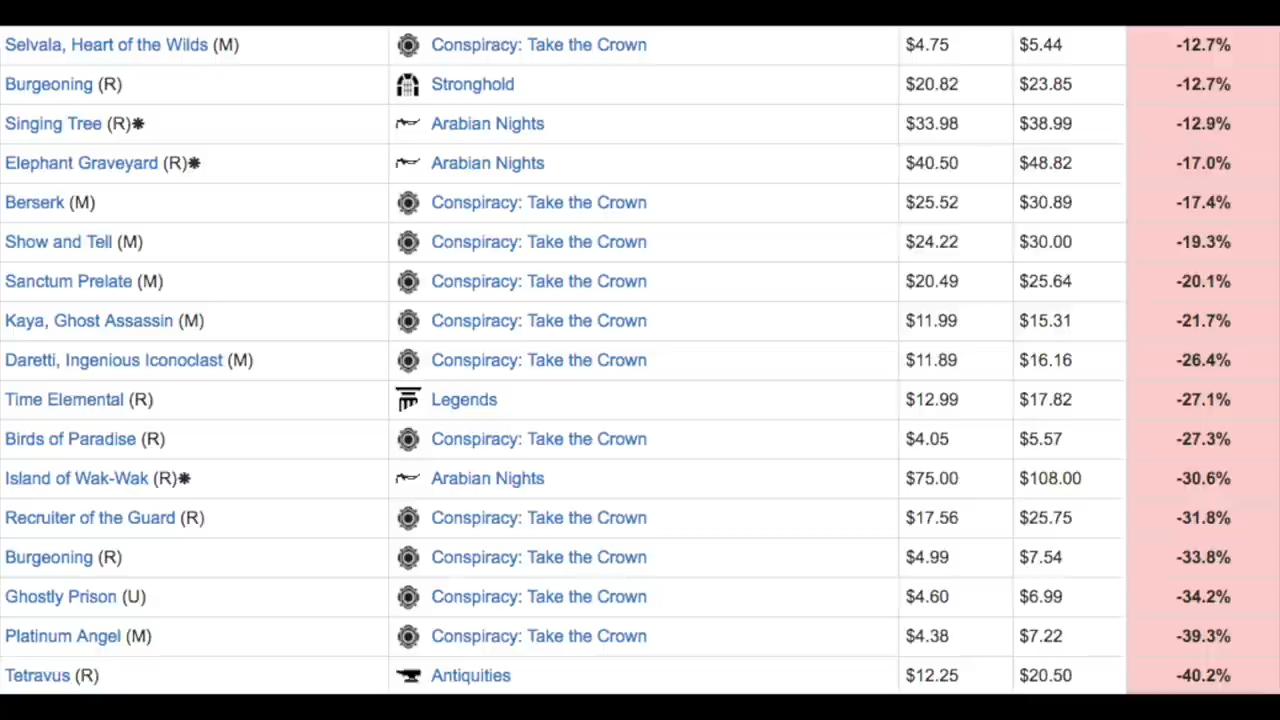 Selvala, Heart of the Wilds (M) Conspiracy: Take the Crown $4.75 $5.44 -12.7%
Burgeoning (R) Stronghold $20.82 $23.85 -12.7%
Singing Tree (R)⁕ Arabian Nights $33.98 $38.99 -12.9%
Elephant Graveyard (R)⁕ Arabian Nights $40.50 $48.82 -17.0%
Berserk (M) Conspiracy: Take the Crown $25.52 $30.89 -17.4%
Show and Tell (M) Conspiracy: Take the Crown $24.22 $30.00 -19.3%
Sanctum Prelate (M) Conspiracy: Take the Crown $20.49 $25.64 -20.1%
Kaya, Ghost Assassin (M) Conspiracy: Take the Crown $11.99 $15.31 -21.7%
Daretti, Ingenious Iconoclast (M) Conspiracy: Take the Crown $11.89 $16.16 -26.4%
Time Elemental (R) Legends $12.99 $17.82 -27.1%
Birds of Paradise (R) Conspiracy: Take the Crown $4.05 $5.57 -27.3%
Island of Wak-Wak (R)⁕ Arabian Nights $75.00 $108.00 -30.6%
Recruiter of the Guard (R) Conspiracy: Take the Crown $17.56 $25.75 -31.8%
Burgeoning (R) Conspiracy: Take the Crown $4.99 $7.54 -33.8%
Ghostly Prison (U) Conspiracy: Take the Crown $4.60 $6.99 -34.2%
Platinum Angel (M) Conspiracy: Take the Crown $4.38 $7.22 -39.3%
Tetravus (R) Antiquities $12.25 $20.50 -40.2%